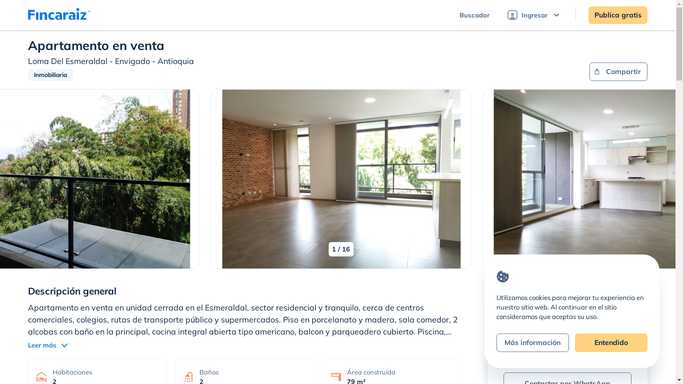 Fincaraiz
Buscador
Ingresar
Publica gratis
Apartamento en venta
Loma Del Esmeraldal - Envigado - Antioquia
Inmobiliaria
Compartir
1 / 16
Descripción general
Apartamento en venta en unidad cerrada en el Esmeraldal, sector residencial y tranquilo, cerca de centros
comerciales, colegios, rutas de transporte público y supermercados. Piso en porcelanato y madera, sala comedor, 2
alcobas con baño en la principal, cocina integral abierta tipo americano, balcon y parqueadero cubierto. Piscina,...
Leer más
Habitaciones
2
Baños
2
Área construida
79 m²
Utilizamos cookies para mejorar tu experiencia en
nuestro sitio web. Al continuar en el sitio
consideramos que aceptas su uso.
Más información
Entendido
Contactar por WhatsApp